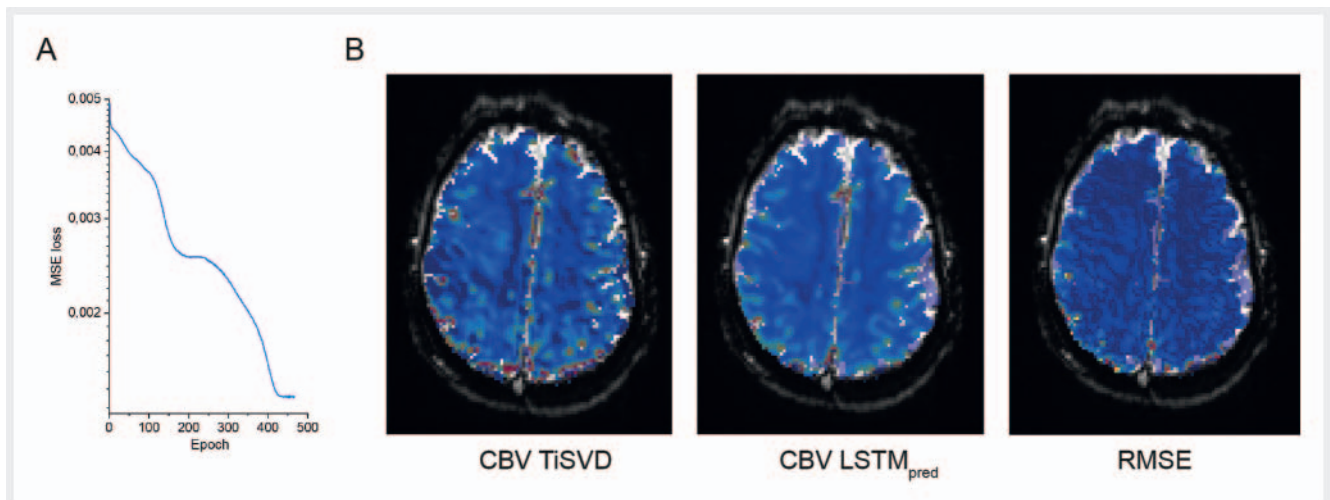 A
B
0,005
0,004
0,003
0,002
MSE loss
0
100
200
300
400
500
Epoch
CBV TiSVD
CBV LSTMpred
RMSE